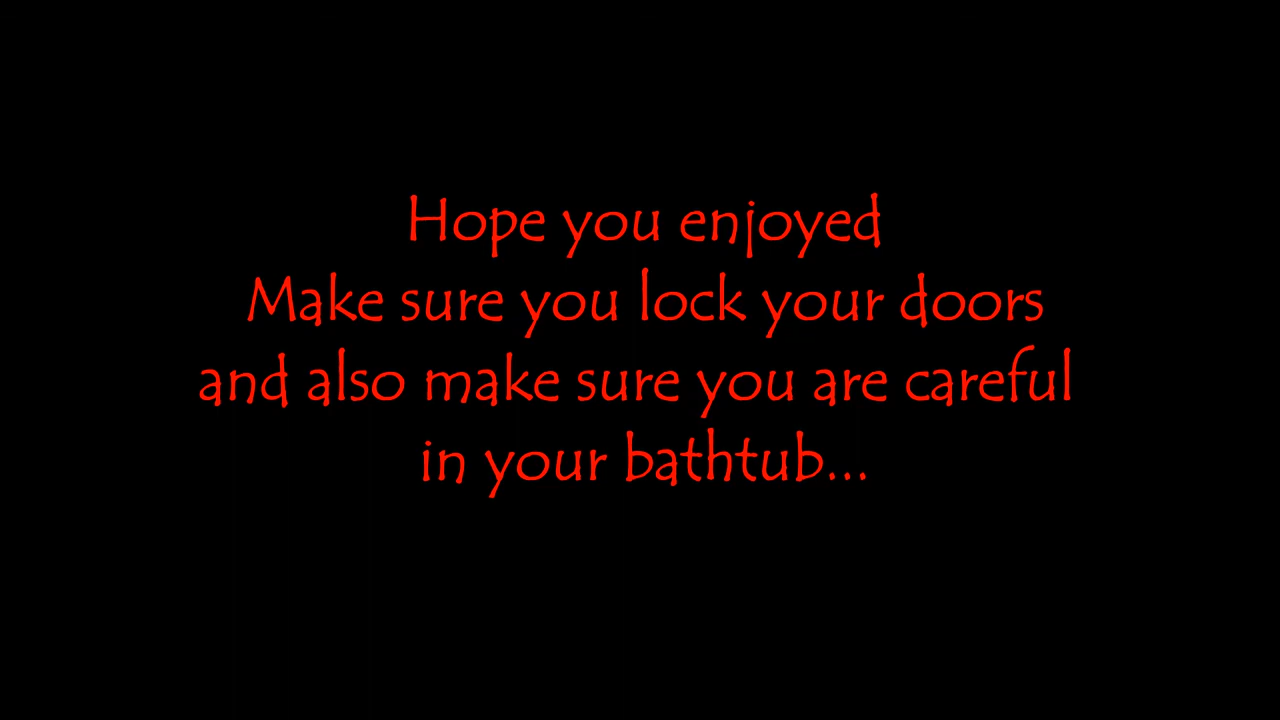 Hope you enjoyed
Make sure you lock your doors
and also make sure you are careful
in your bathtub...